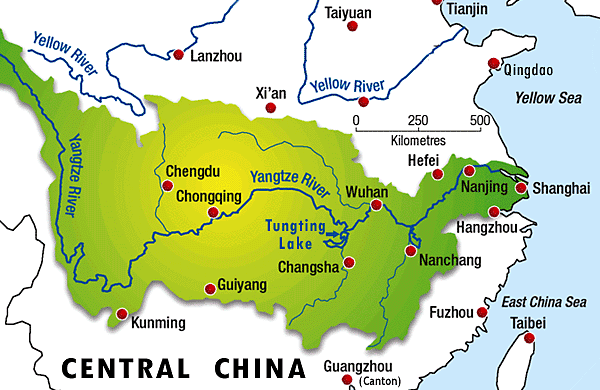 Taiyuan
Tianjin
Yellow River
Lanzhou
Qingdao
Yellow River
Xi'an
Yellow Sea
0 250 500
Kilometres
Hefei
Chengdu
Yangtze River
Yangtze River
Nanjing
Shanghai
Chongqing
Wuhan
Hangzhou
Tungting
Lake
Changsha
Nanchang
Guiyang
East China Sea
Fuzhou
Kunming
Taibei
CENTRAL CHINA
Guangzhou
(Canton)